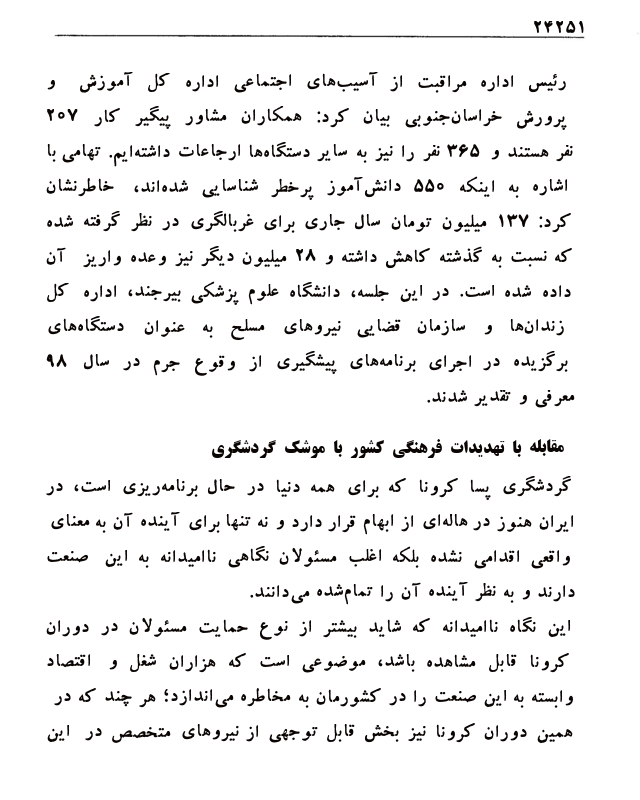 ۲۴۲۵۱
رئیس اداره مراقبت از آسیب‌های اجتماعی اداره کل آموزش و
پرورش خراسان‌جنوبی بیان کرد: همکاران مشاور پیگیر کار ۲۰۷
نفر هستند و ۳۶۵ نفر را نیز به سایر دستگاه‌ها ارجاعات داشته‌ایم. تهامی با
اشاره به اینکه ۵۵۰ دانش‌آموز پرخطر شناسایی شده‌اند، خاطرنشان
کرد: ۱۳۷ میلیون تومان سال جاری برای غربالگری در نظر گرفته شده
که نسبت به گذشته کاهش داشته و ۲۸ میلیون دیگر نیز وعده واریز آن
داده شده است. در این جلسه، دانشگاه علوم پزشکی بیرجند، اداره کل
زندان‌ها و سازمان قضایی نیروهای مسلح به عنوان دستگاه‌های
برگزیده در اجرای برنامه‌های پیشگیری از وقوع جرم در سال ۹۸
معرفی و تقدیر شدند.
مقابله با تهدیدات فرهنگی کشور با موشک گردشگری
گردشگری پسا کرونا که برای همه دنیا در حال برنامه‌ریزی است، در
ایران هنوز در هاله‌ای از ابهام قرار دارد و نه تنها برای آینده آن به معنای
واقعی اقدامی نشده بلکه اغلب مسئولان نگاهی ناامیدانه به این صنعت
دارند و به نظر آینده آن را تمام‌شده می‌دانند.
این نگاه ناامیدانه که شاید بیشتر از نوع حمایت مسئولان در دوران
کرونا قابل مشاهده باشد، موضوعی است که هزاران شغل و اقتصاد
وابسته به این صنعت را در کشورمان به مخاطره می‌اندازد؛ هر چند که در
همین دوران کرونا نیز بخش قابل توجهی از نیروهای متخصص در این